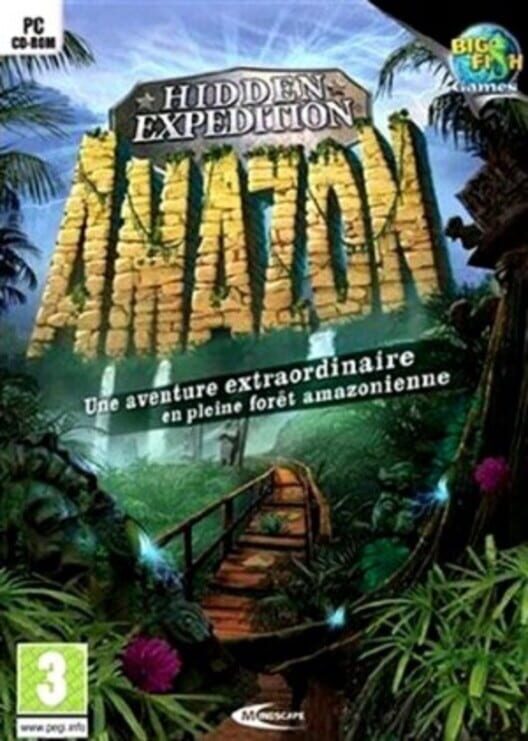 PC
CD-ROM
BIG FISH
Games
HIDDEN
EXPEDITION
AMAZON
Une aventure extraordinaire
en pleine forêt amazonienne
3
www.pegi.info
MINDSCAPE